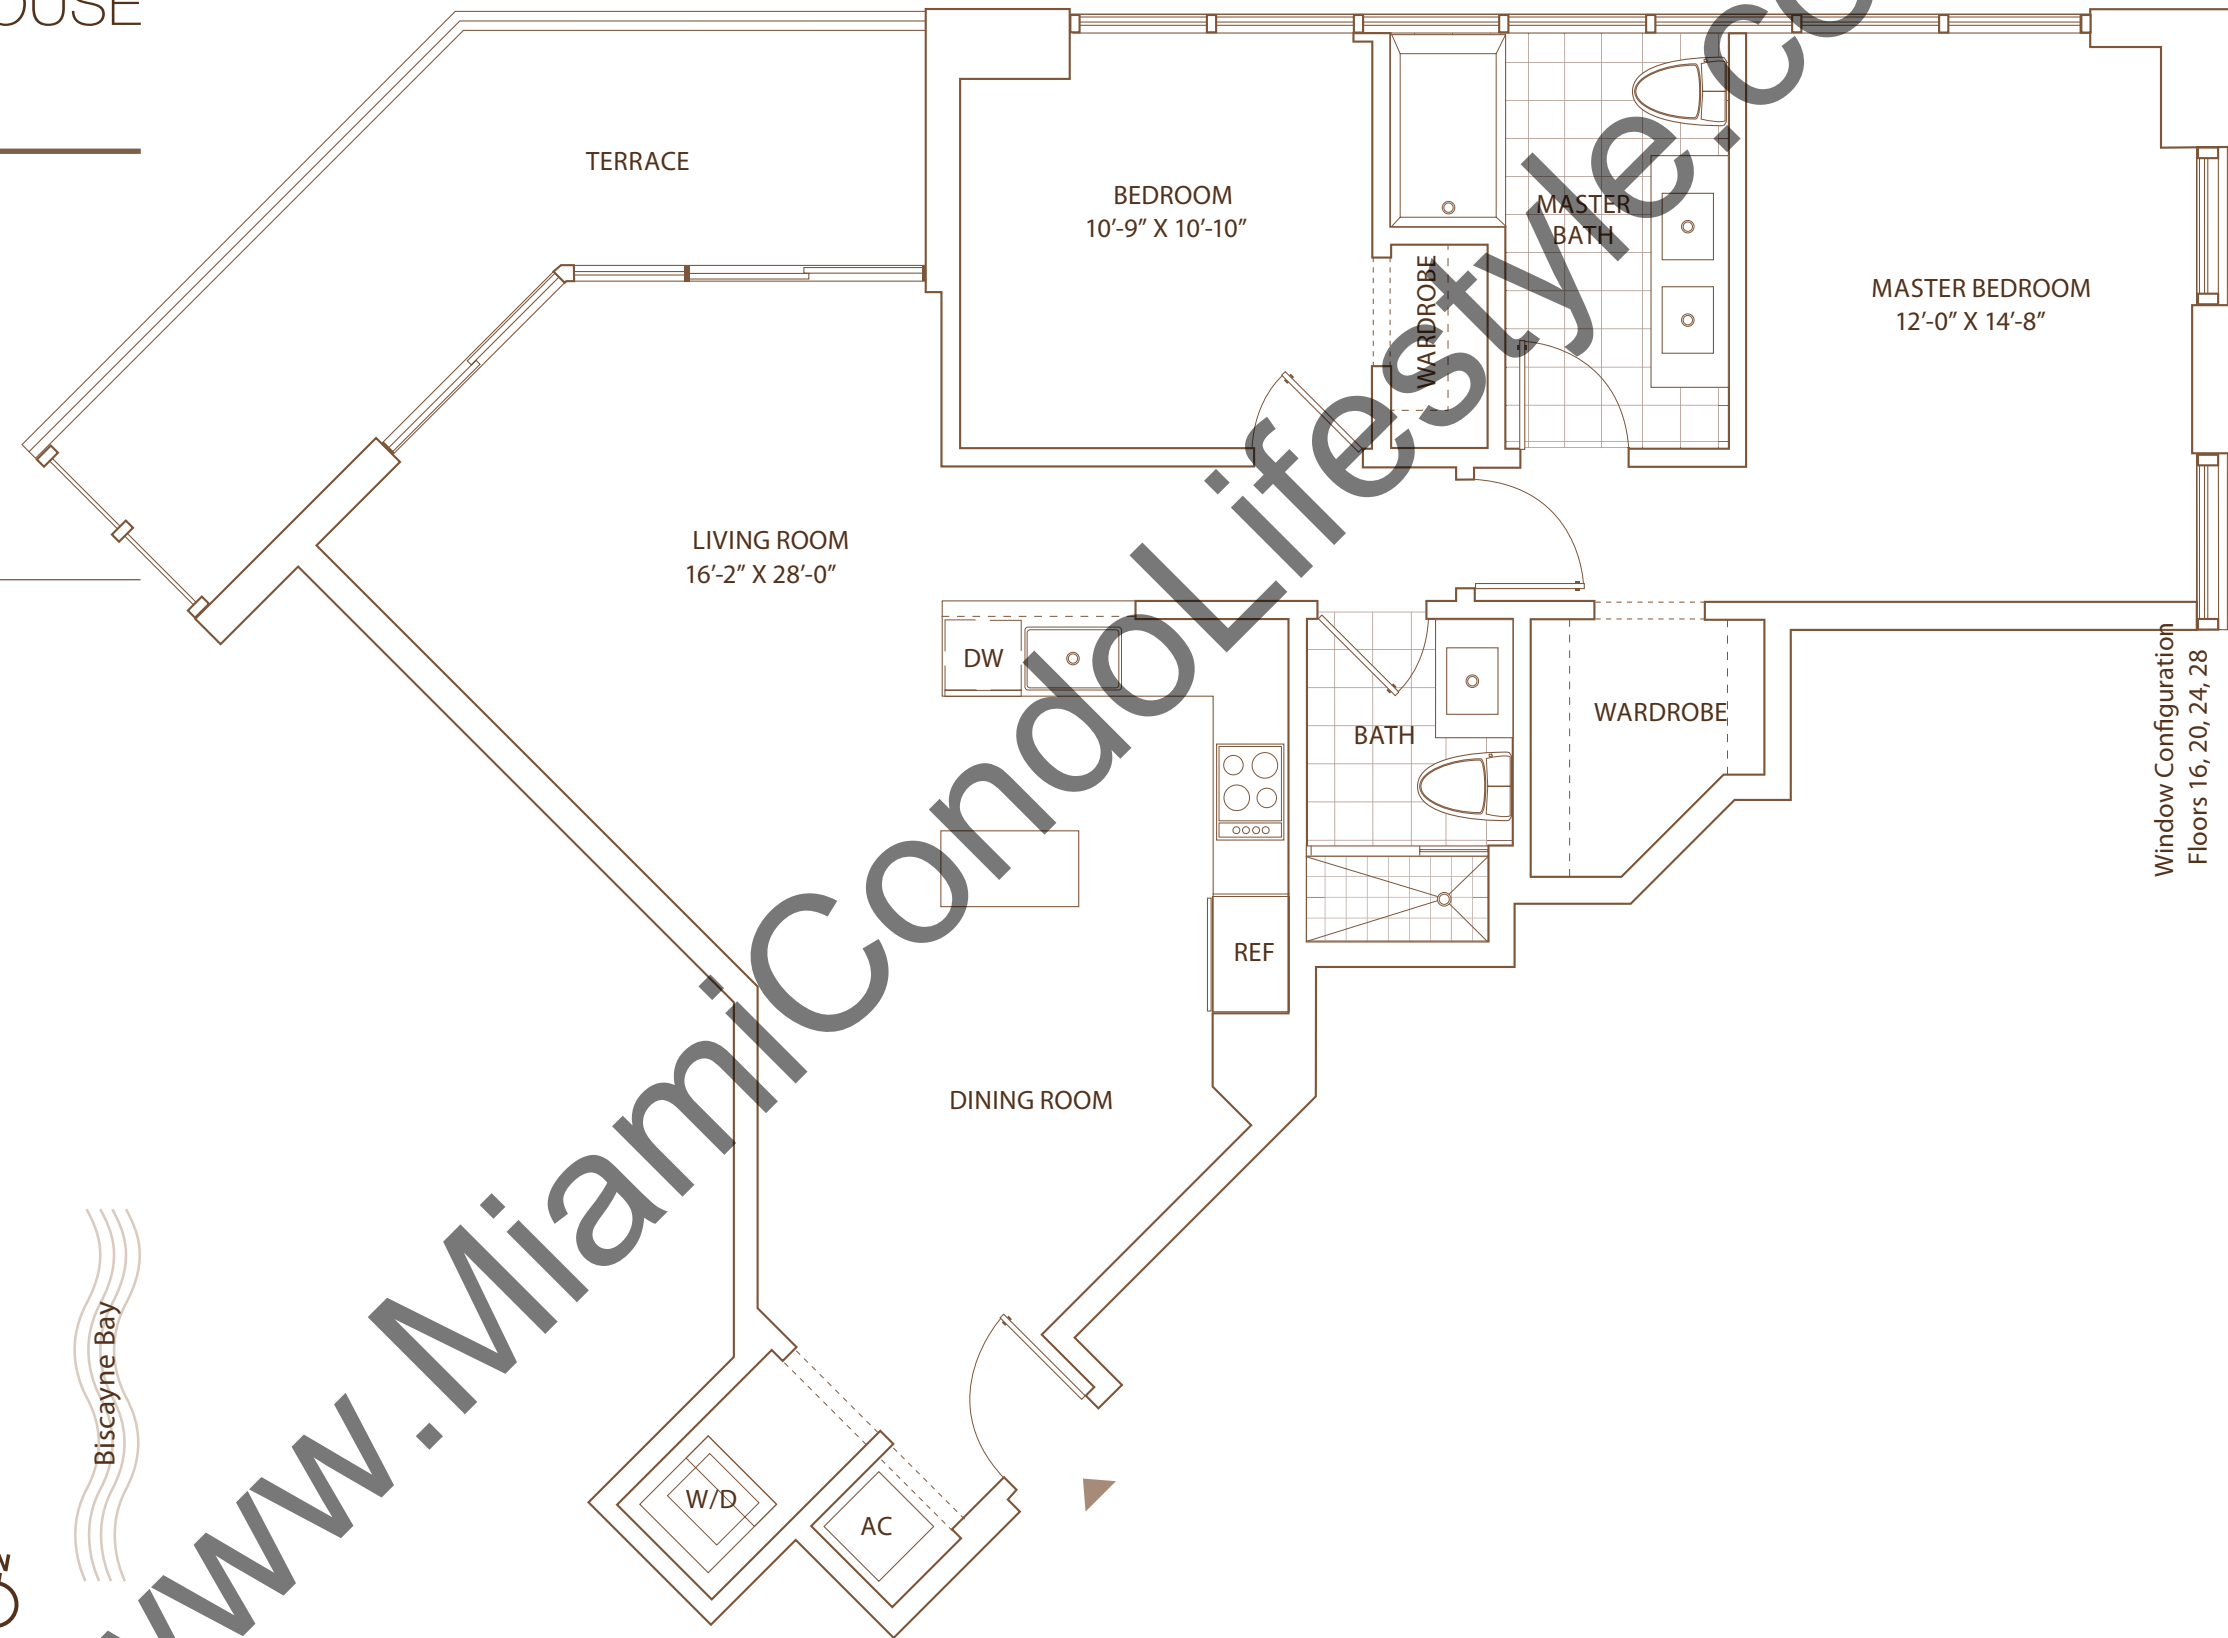 OUSE
TERRACE
BEDROOM
10'-9" X 10'-10"
MASTER
BATH
WARDROBE
MASTER BEDROOM
12'-0" X 14'-8"
LIVING ROOM
16'-2" X 28'-0"
DW
BATH
WARDROBE
Window Configuration
Floors 16, 20, 24, 28
REF
DINING ROOM
Biscayne Bay
W/D
AC
www.MiamiCondoLifestyle.co